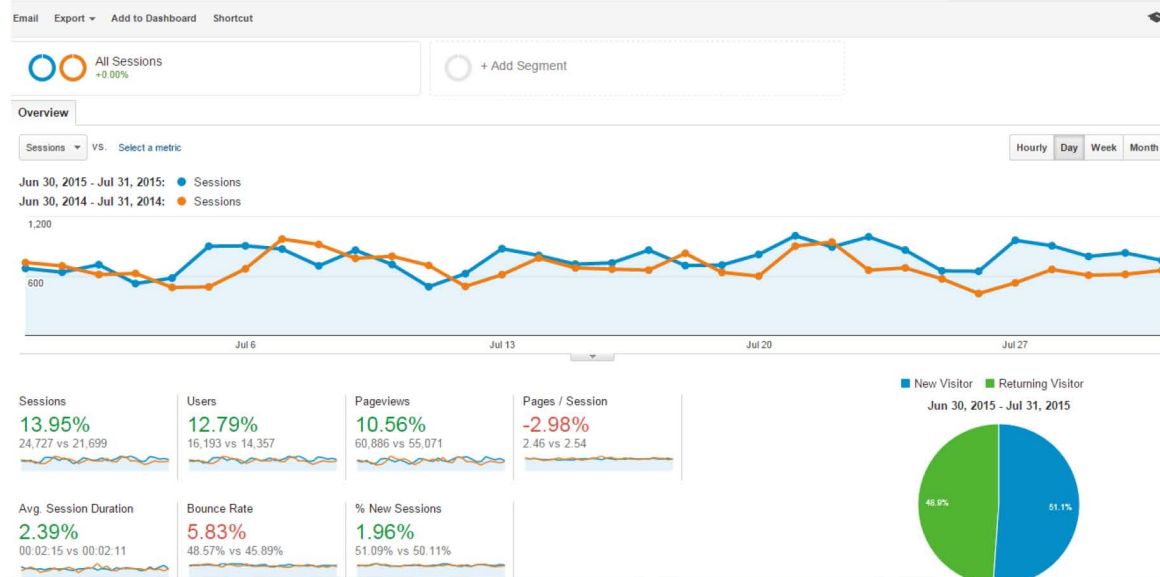 Email Export Add to Dashboard Shortcut
All Sessions
+0.00%
+ Add Segment
Overview
Sessions VS. Select a metric
Hourly Day Week Month
Jun 30, 2015 - Jul 31, 2015: Sessions
Jun 30, 2014 - Jul 31, 2014: Sessions
1,200
600
Jul 6 Jul 13 Jul 20 Jul 27
Sessions
13.95%
24,727 vs 21,699
Users
12.79%
16,193 vs 14,357
Pageviews
10.56%
60,886 vs 55,071
Pages / Session
-2.98%
2.46 vs 2.54
Avg. Session Duration
2.39%
00:02:15 vs 00:02:11
Bounce Rate
5.83%
48.57% vs 45.89%
% New Sessions
1.96%
51.09% vs 50.11%
New Visitor Returning Visitor
Jun 30, 2015 - Jul 31, 2015
48.9%
51.1%